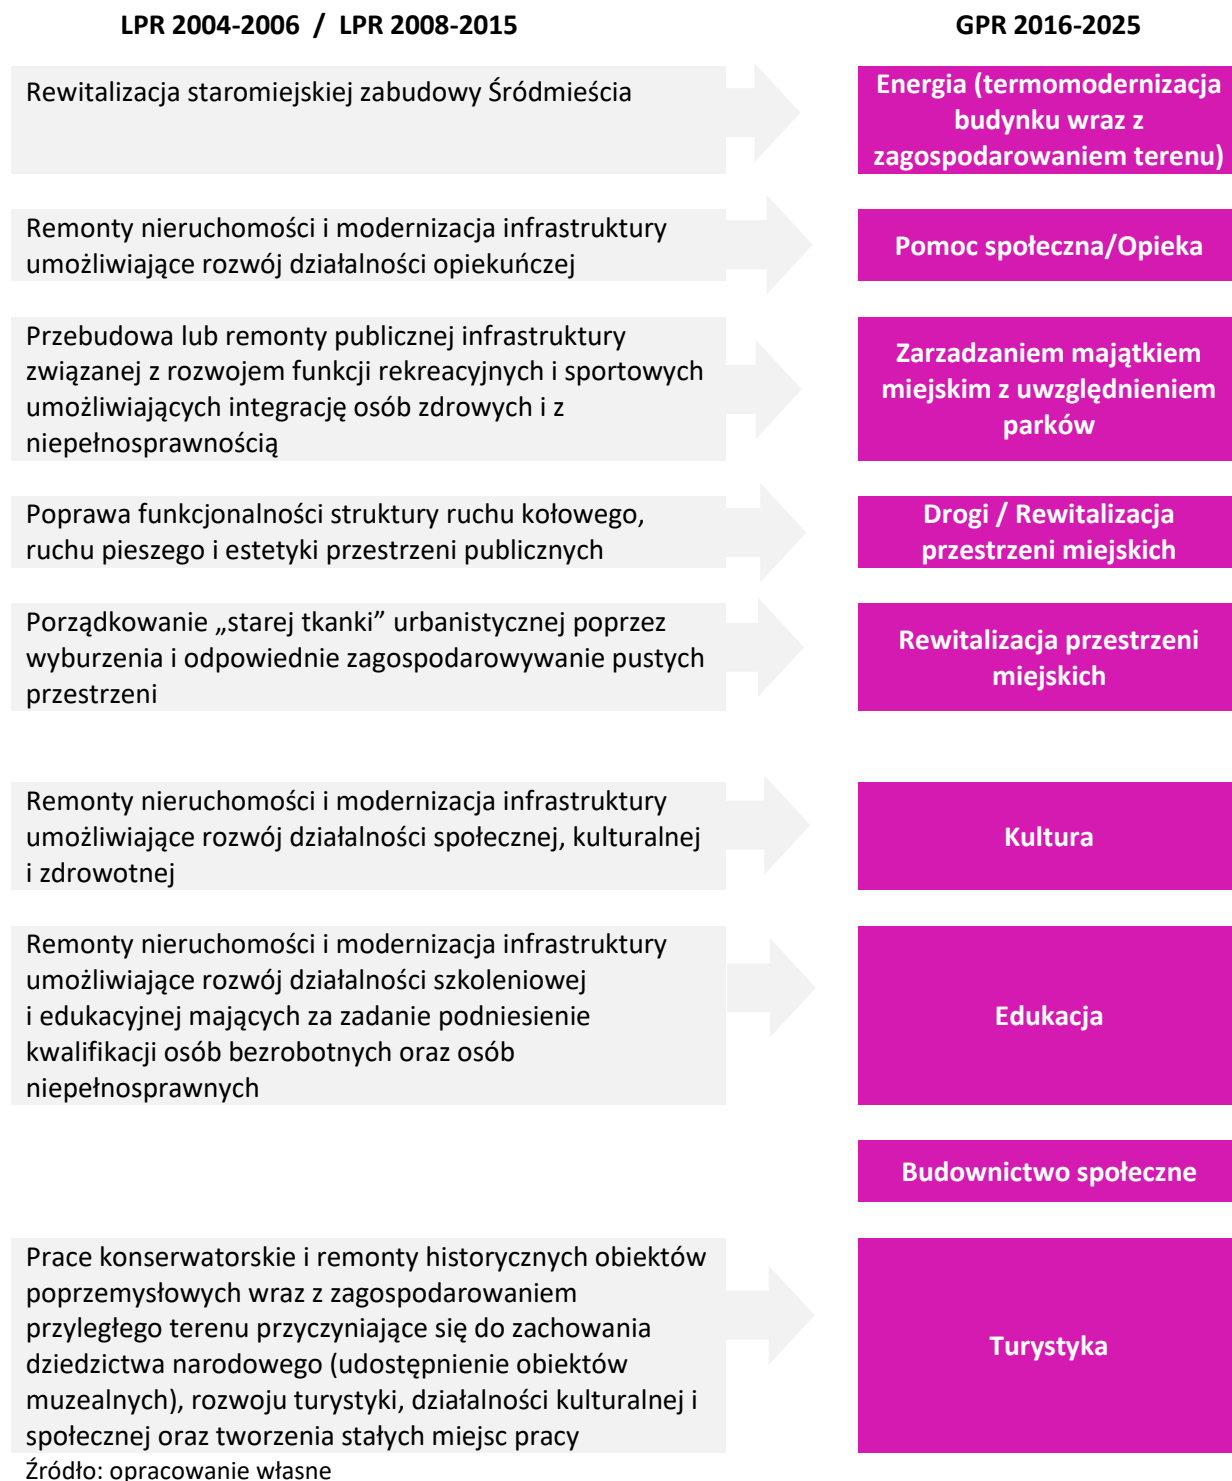 LPR 2004-2006 / LPR 2008-2015
GPR 2016-2025
Rewitalizacja staromiejskiej zabudowy Śródmieścia
Energia (termomodernizacja
budynku wraz z
zagospodarowaniem terenu)
Remonty nieruchomości i modernizacja infrastruktury
umożliwiające rozwój działalności opiekuńczej
Pomoc społeczna/Opieka
Przebudowa lub remonty publicznej infrastruktury
związanej z rozwojem funkcji rekreacyjnych i sportowych
umożliwiających integrację osób zdrowych i z
niepełnosprawnością
Zarzadzaniem majątkiem
miejskim z uwzględnieniem
parków
Poprawa funkcjonalności struktury ruchu kołowego,
ruchu pieszego i estetyki przestrzeni publicznych
Drogi / Rewitalizacja
przestrzeni miejskich
Porządkowanie „starej tkanki” urbanistycznej poprzez
wyburzenia i odpowiednie zagospodarowywanie pustych
przestrzeni
Rewitalizacja przestrzeni
miejskich
Remonty nieruchomości i modernizacja infrastruktury
umożliwiające rozwój działalności społecznej, kulturalnej
i zdrowotnej
Kultura
Remonty nieruchomości i modernizacja infrastruktury
umożliwiające rozwój działalności szkoleniowej
i edukacyjnej mających za zadanie podniesienie
kwalifikacji osób bezrobotnych oraz osób
niepełnosprawnych
Edukacja
Budownictwo społeczne
Prace konserwatorskie i remonty historycznych obiektów
poprzemysłowych wraz z zagospodarowaniem
przyległego terenu przyczyniające się do zachowania
dziedzictwa narodowego (udostępnienie obiektów
muzealnych), rozwoju turystyki, działalności kulturalnej i
społecznej oraz tworzenia stałych miejsc pracy
Turystyka
Źródło: opracowanie własne